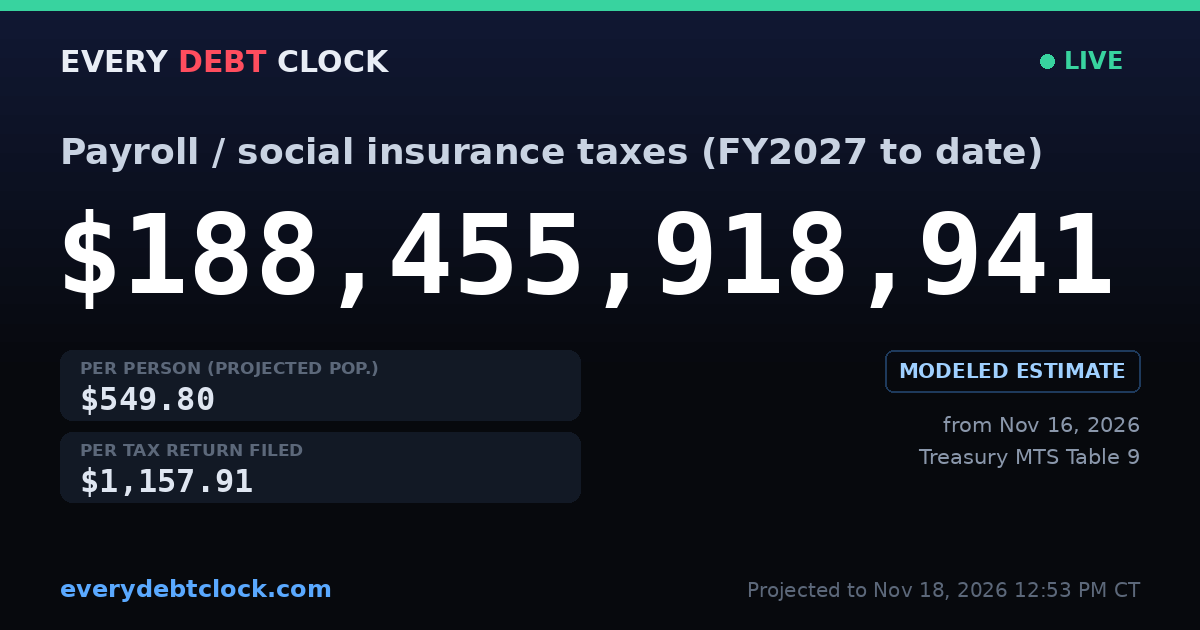 EVERY DEBT CLOCK
LIVE
Payroll / social insurance taxes (FY2027 to date)
$188,455,918,941
PER PERSON (PROJECTED POP.)
$549.80
PER TAX RETURN FILED
$1,157.91
MODELED ESTIMATE
from Nov 16, 2026
Treasury MTS Table 9
everydebtclock.com
Projected to Nov 18, 2026 12:53 PM CT